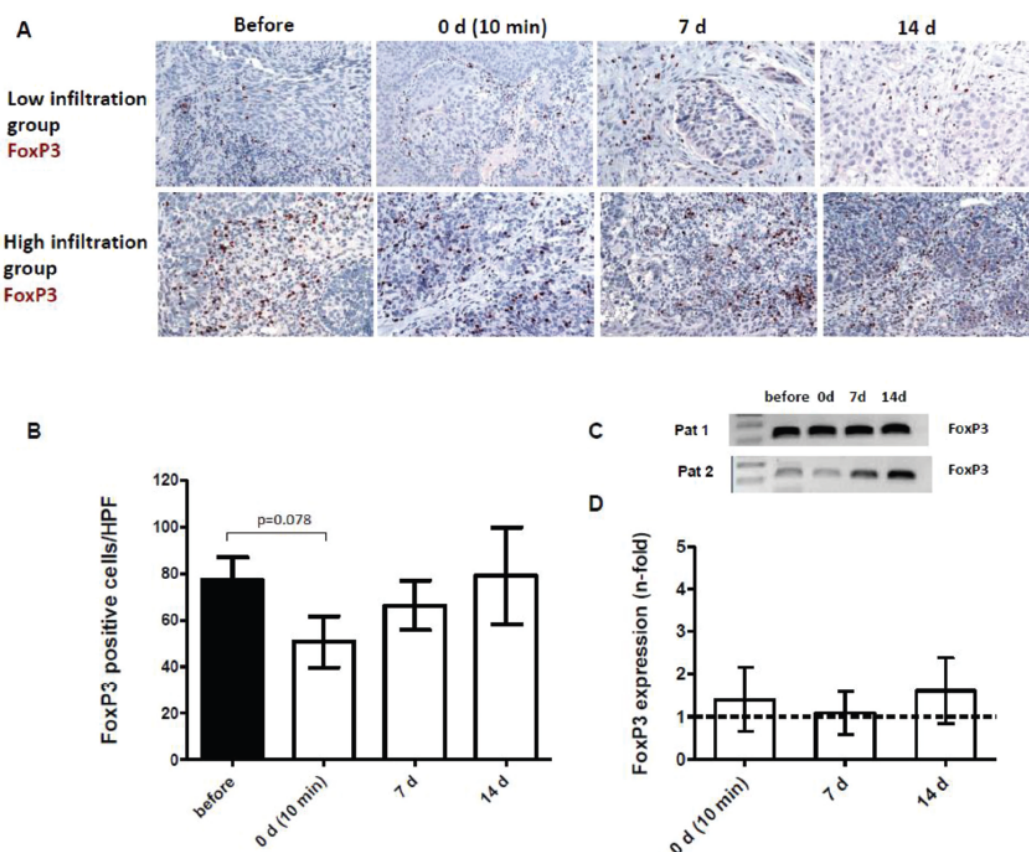 A
Before
0 d (10 min)
7 d
14 d
Low infiltration
group
FoxP3
High infiltration
group
FoxP3
B
FoxP3 positive cells/HPF
120
100
80
60
40
20
0
p=0.078
before
0 d (10 min)
7 d
14 d
C
before 0d 7d 14d
Pat 1
FoxP3
Pat 2
FoxP3
D
FoxP3 expression (n-fold)
5
4
3
2
1
0
0 d (10 min)
7 d
14 d